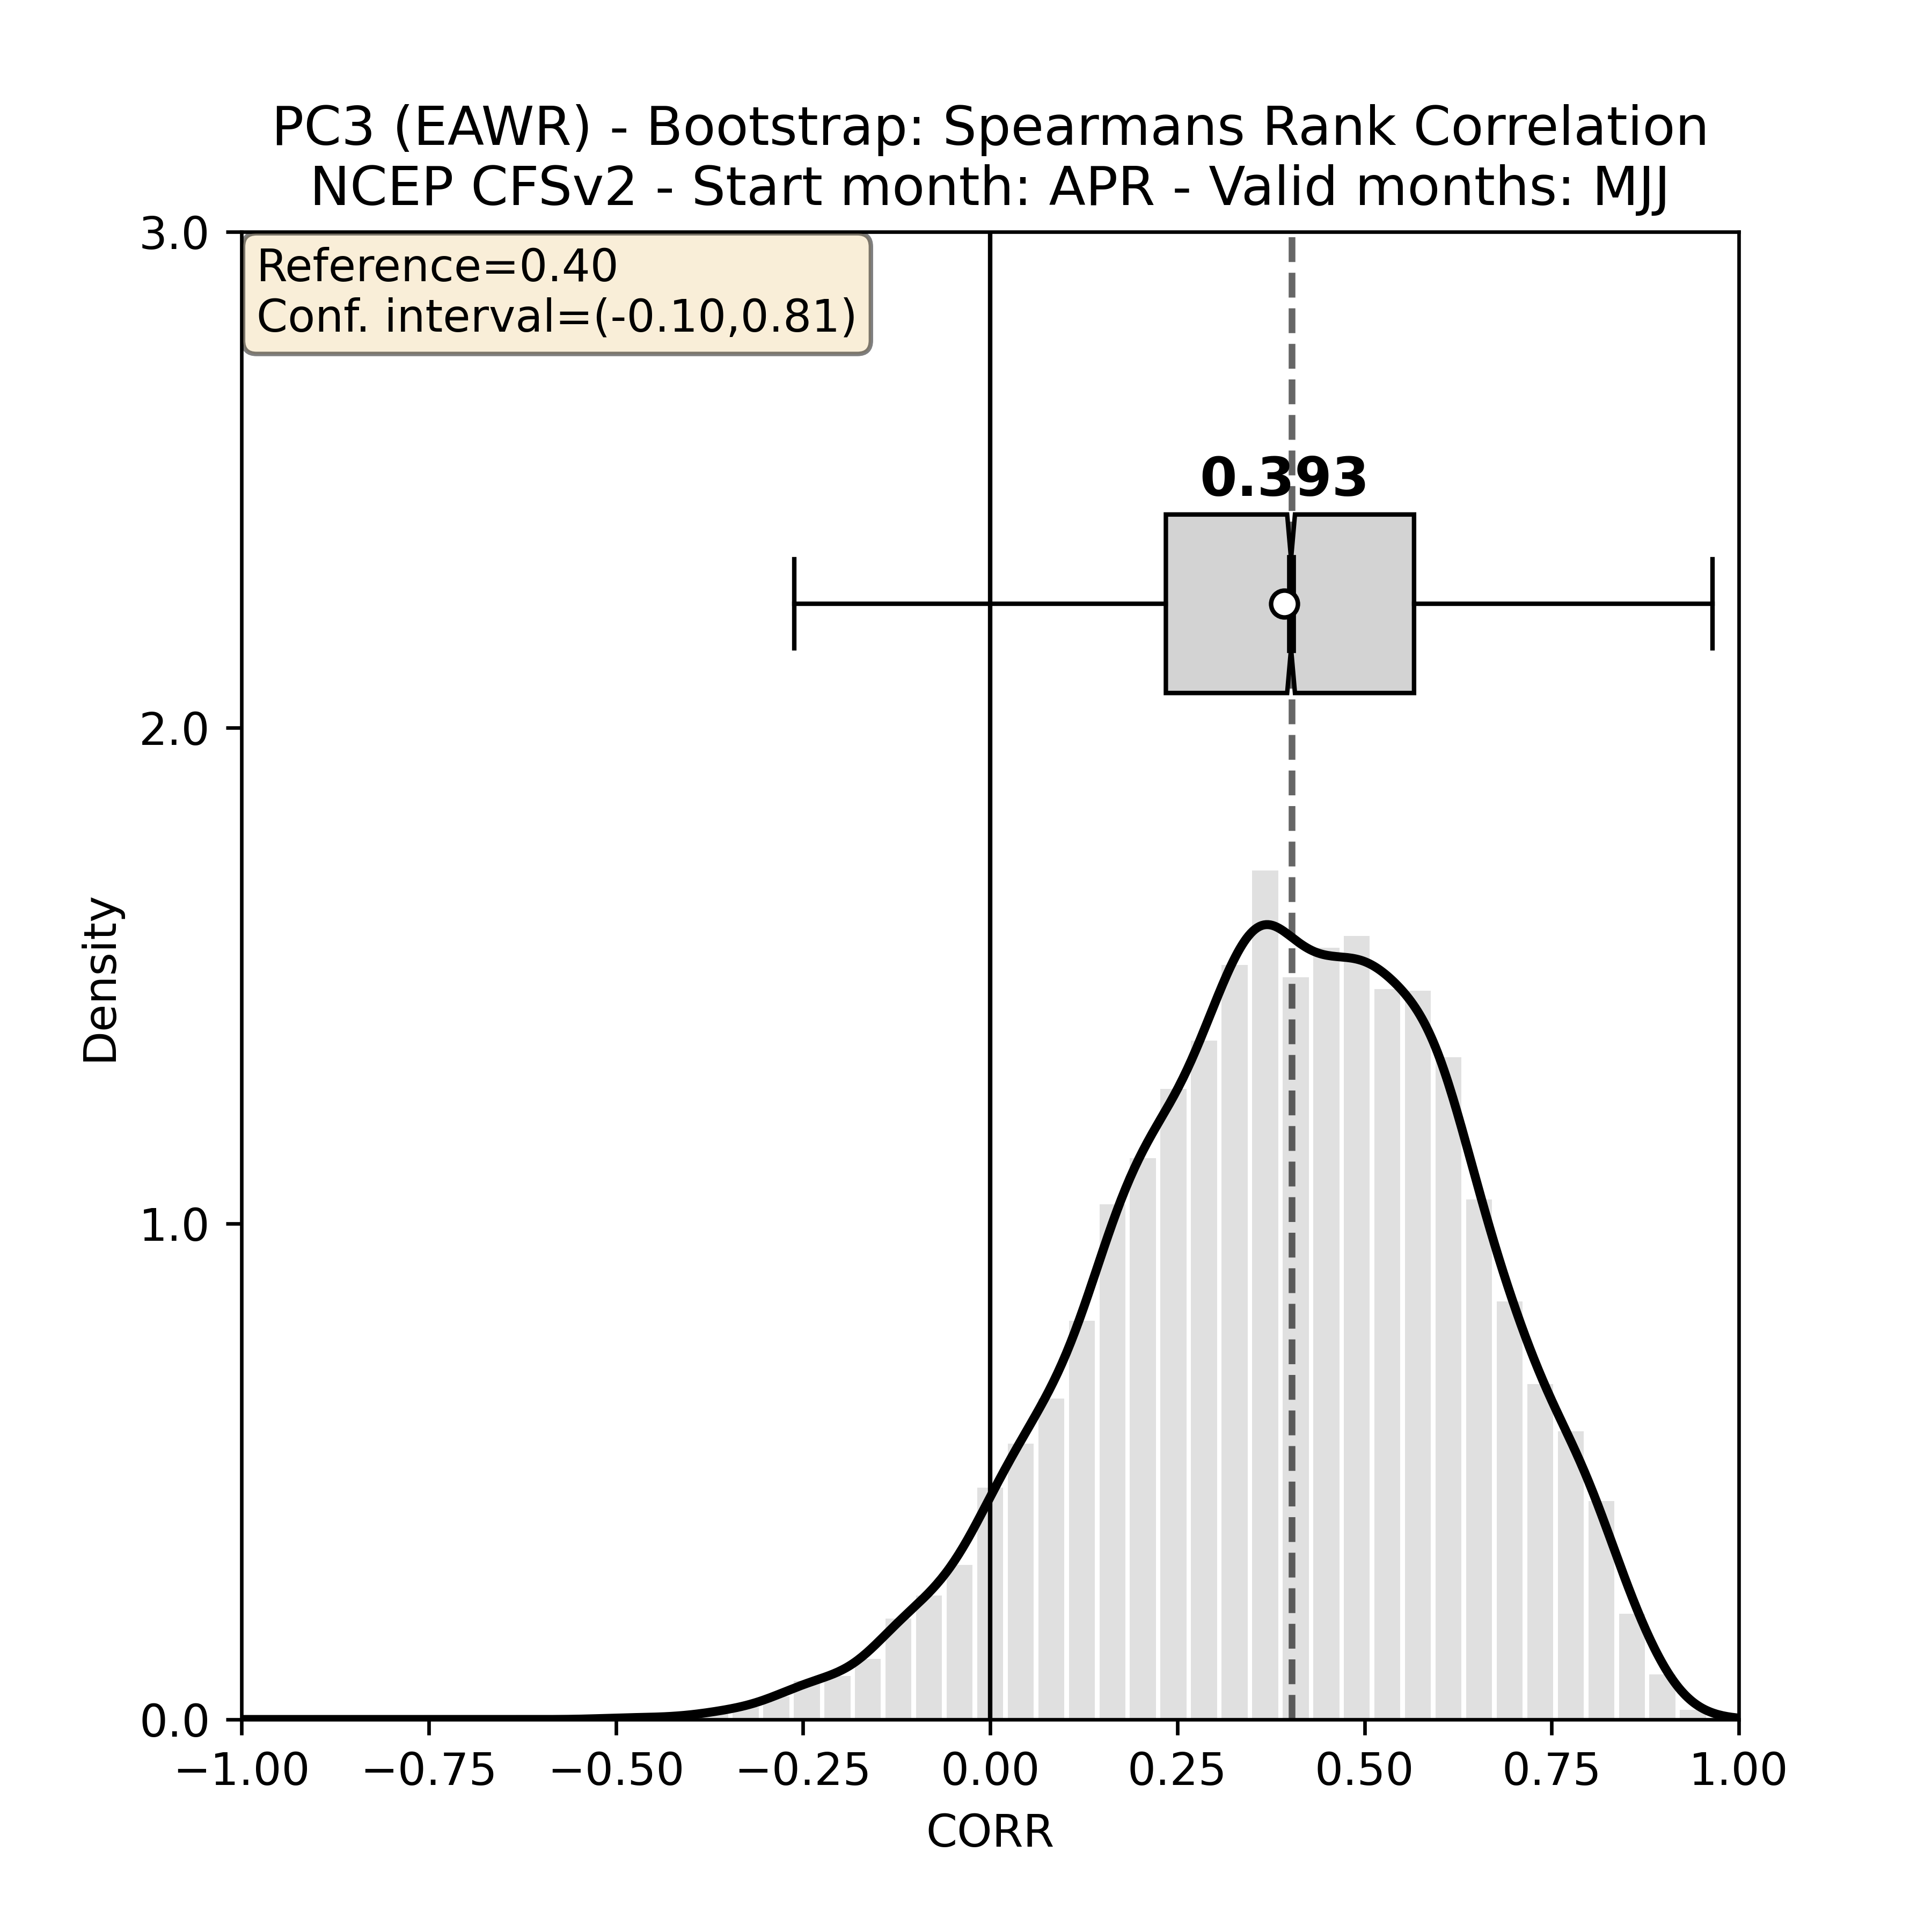 PC3 (EAWR) - Bootstrap: Spearmans Rank Correlation
NCEP CFSv2 - Start month: APR - Valid months: MJJ
Reference=0.40
Conf. interval=(-0.10,0.81)
0.393
3.0
2.0
1.0
0.0
Density
−1.00 −0.75 −0.50 −0.25 0.00 0.25 0.50 0.75 1.00
CORR